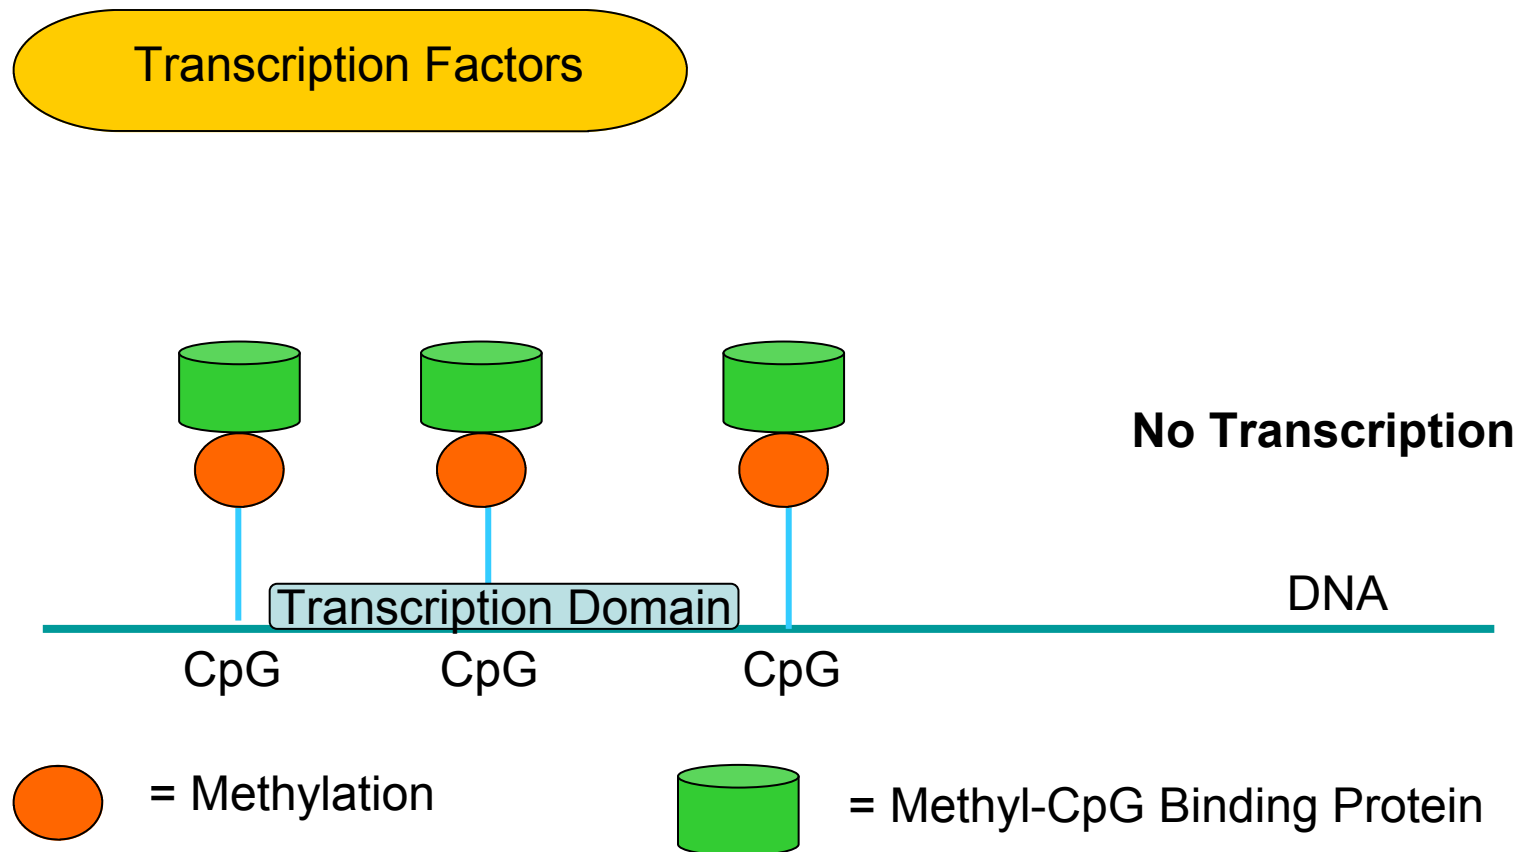 Transcription Factors
No Transcription
DNA
Transcription Domain
CpG CpG CpG
= Methylation
= Methyl-CpG Binding Protein